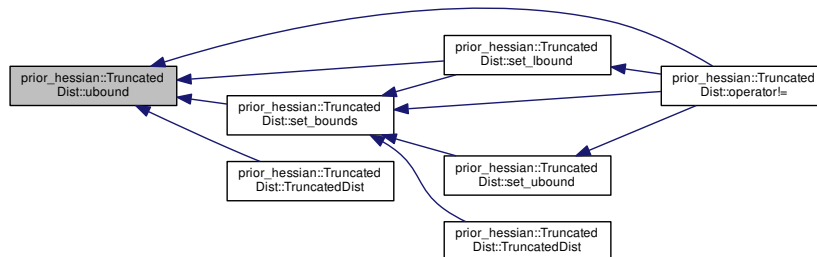 prior_hessian::Truncated
Dist::ubound
prior_hessian::Truncated
Dist::set_lbound
prior_hessian::Truncated
Dist::operator!=
prior_hessian::Truncated
Dist::set_bounds
prior_hessian::Truncated
Dist::TruncatedDist
prior_hessian::Truncated
Dist::set_ubound
prior_hessian::Truncated
Dist::TruncatedDist